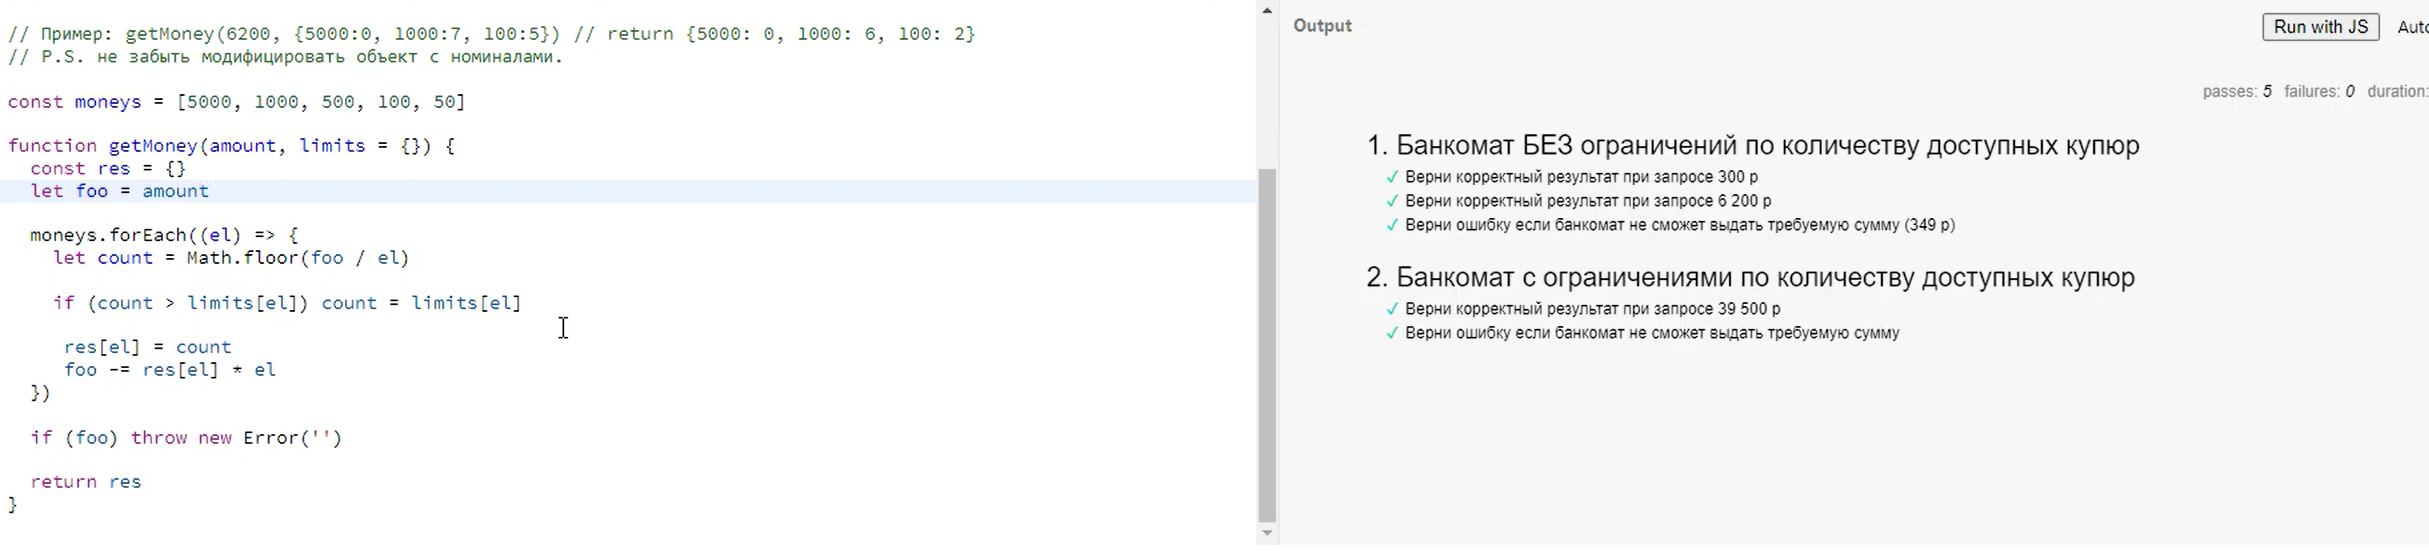 // Пример: getMoney(6200, {5000:0, 1000:7, 100:5}) // return {5000: 0, 1000: 6, 100: 2}
// P.S. не забыть модифицировать объект с номиналами.
const moneys = [5000, 1000, 500, 100, 50]
function getMoney(amount, limits = {}) {
const res = {}
let foo = amount
moneys.forEach((el) => {
let count = Math.floor(foo / el)
if (count > limits[el]) count = limits[el]
res[el] = count
foo -= res[el] * el
})
if (foo) throw new Error('')
return res
}
Output
Run with JS
Auto
passes: 5 failures: 0 duration:
1. Банкомат БЕЗ ограничений по количеству доступных купюр
✓ Верни корректный результат при запросе 300 р
✓ Верни корректный результат при запросе 6 200 р
✓ Верни ошибку если банкомат не сможет выдать требуемую сумму (349 р)
2. Банкомат с ограничениями по количеству доступных купюр
✓ Верни корректный результат при запросе 39 500 р
✓ Верни ошибку если банкомат не сможет выдать требуемую сумму